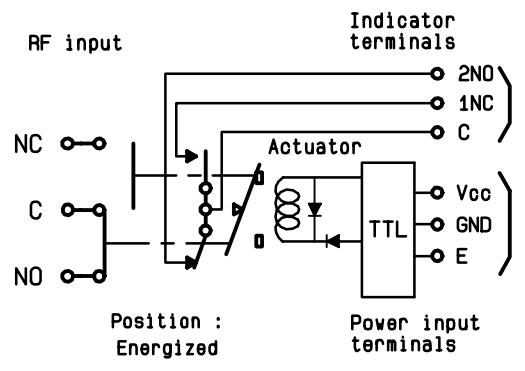 Indicator
terminals
RF input
2NO
1NC
C
NC
Actuator
C
Vcc
GND
TTL
E
NO
Position :
Energized
Power input
terminals